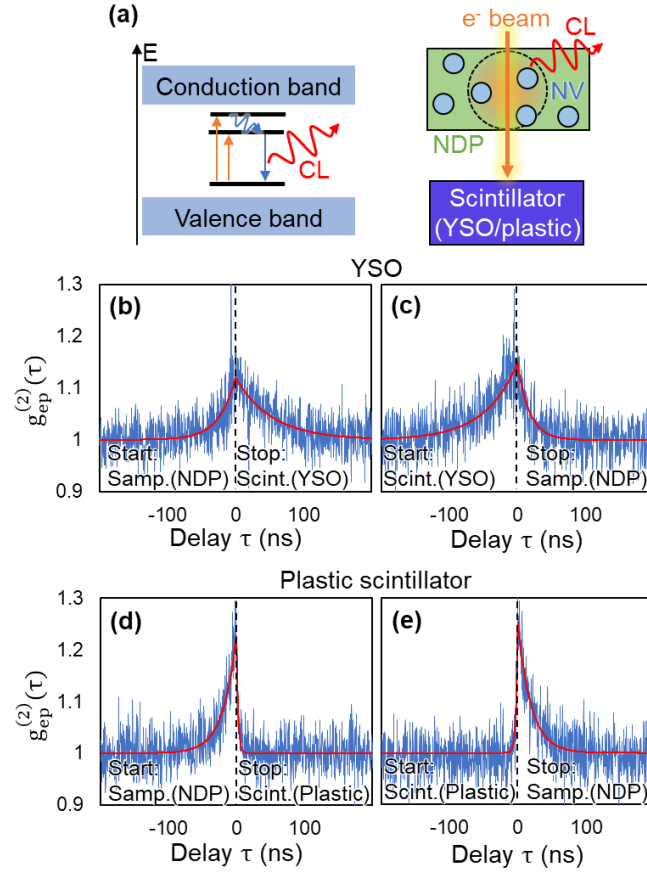 (a)
E
Conduction band
CL
Valence band
e⁻ beam
CL
NV
NDP
Scintillator
(YSO/plastic)
YSO
(b)
1.3
1.2
1.1
1
0.9
g_ep^(2)(τ)
Start:
Samp.(NDP)
Stop:
Scint.(YSO)
-100
0
100
Delay τ (ns)
(c)
Start:
Scint.(YSO)
Stop:
Samp.(NDP)
-100
0
100
Delay τ (ns)
Plastic scintillator
(d)
1.3
1.2
1.1
1
0.9
g_ep^(2)(τ)
Start:
Samp.(NDP)
Stop:
Scint.(Plastic)
-100
0
100
Delay τ (ns)
(e)
Start:
Scint.(Plastic)
Stop:
Samp.(NDP)
-100
0
100
Delay τ (ns)